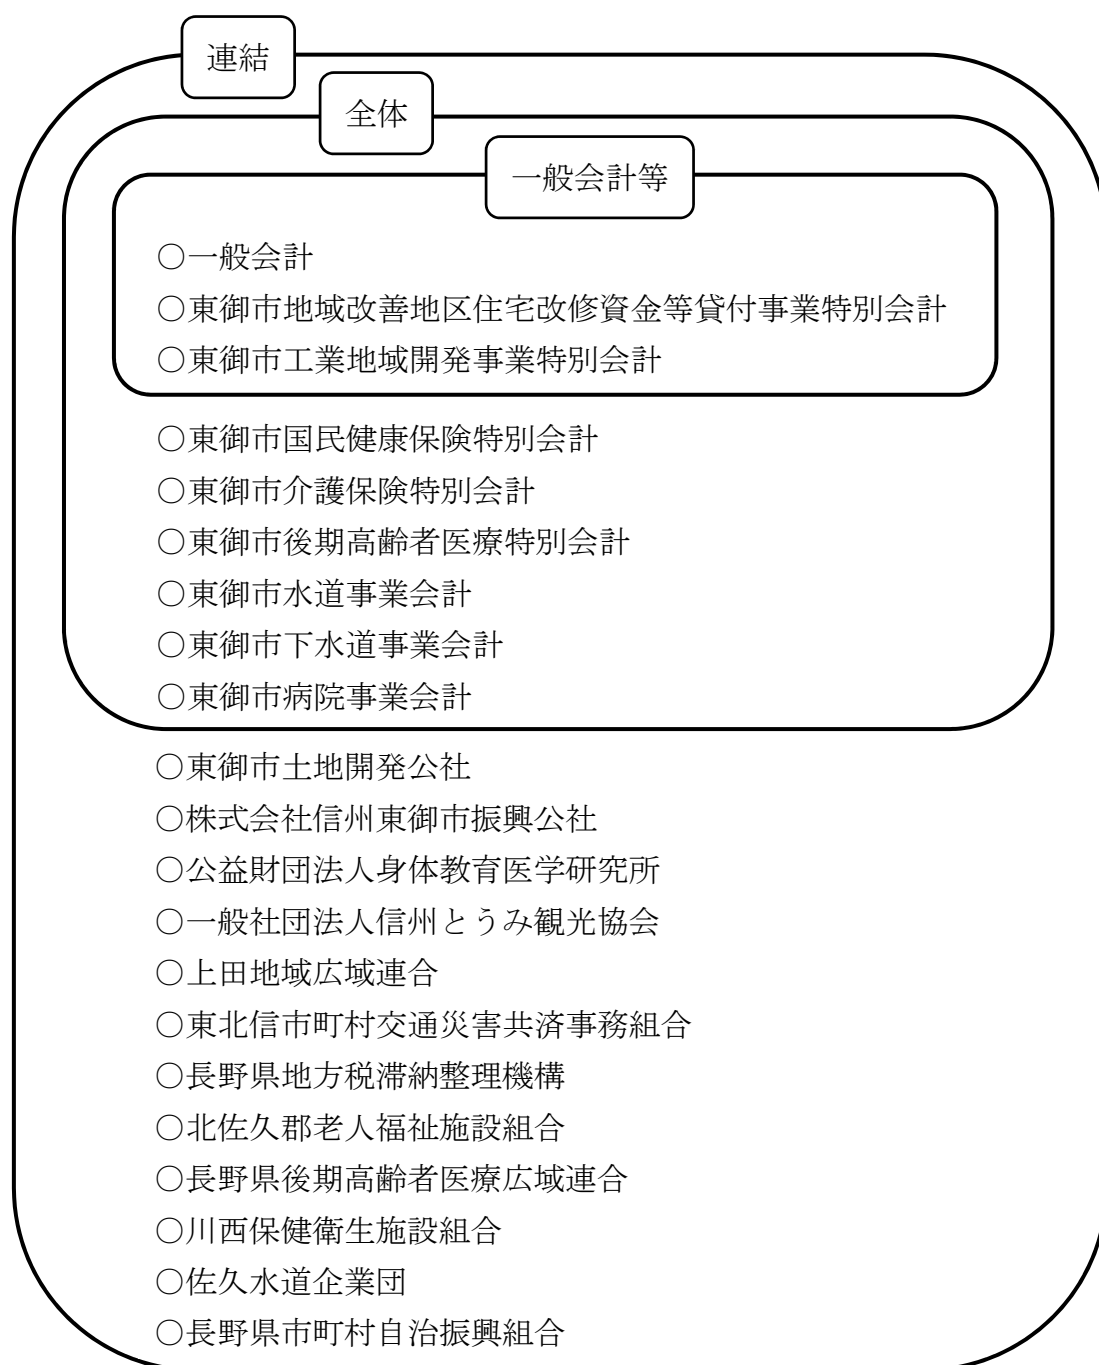 連結
全体
一般会計等
○一般会計
○東御市地域改善地区住宅改修資金等貸付事業特別会計
○東御市工業地域開発事業特別会計
○東御市国民健康保険特別会計
○東御市介護保険特別会計
○東御市後期高齢者医療特別会計
○東御市水道事業会計
○東御市下水道事業会計
○東御市病院事業会計
○東御市土地開発公社
○株式会社信州東御市振興公社
○公益財団法人身体教育医学研究所
○一般社団法人信州とうみ観光協会
○上田地域広域連合
○東北信市町村交通災害共済事務組合
○長野県地方税滞納整理機構
○北佐久郡老人福祉施設組合
○長野県後期高齢者医療広域連合
○川西保健衛生施設組合
○佐久水道企業団
○長野県市町村自治振興組合